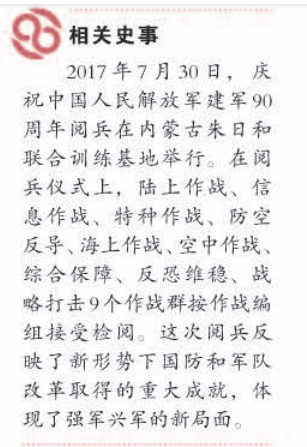 相关史事
2017年7月30日，庆
祝中国人民解放军建军90
周年阅兵在内蒙古朱日和
联合训练基地举行。在阅
兵仪式上，陆上作战、信
息作战、特种作战、防空
反导、海上作战、空中作战、
综合保障、反恐维稳、战
略打击9个作战群按作战编
组接受检阅。这次阅兵反
映了新形势下国防和军队
改革取得的重大成就，体
现了强军兴军的新局面。